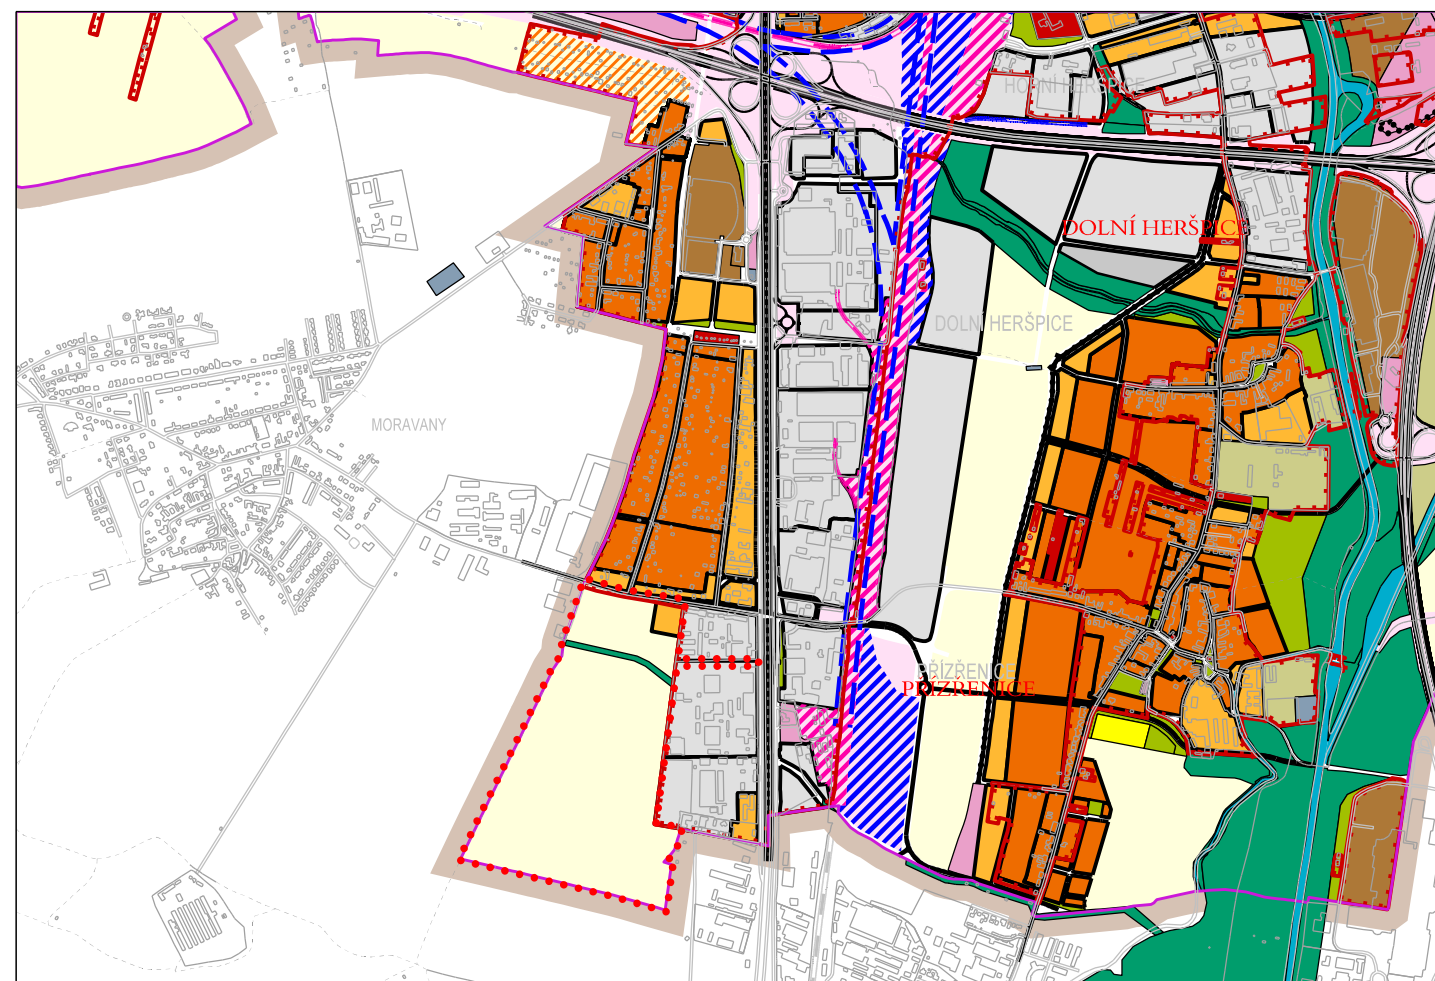 HORNÍ HERŠPICE
DOLNÍ HERŠPICE
DOLNÍ HERŠPICE
MORAVANY
PŘÍZŘENICE
PŘÍZŘENICE